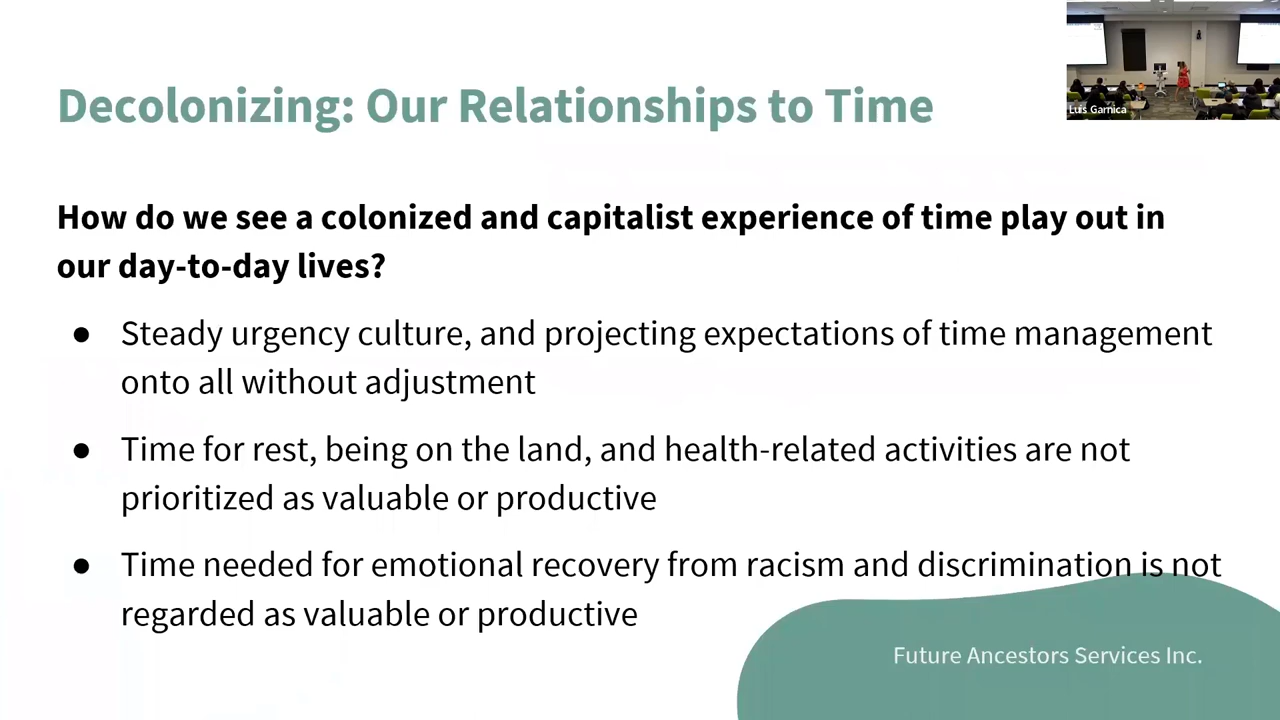 Decolonizing: Our Relationships to Time
Luis Garnica
How do we see a colonized and capitalist experience of time play out in
our day-to-day lives?
● Steady urgency culture, and projecting expectations of time management
onto all without adjustment
● Time for rest, being on the land, and health-related activities are not
prioritized as valuable or productive
● Time needed for emotional recovery from racism and discrimination is not
regarded as valuable or productive
Future Ancestors Services Inc.